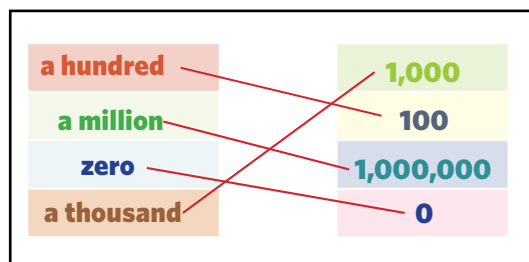 a hundred 1,000
a million 100
zero 1,000,000
a thousand 0